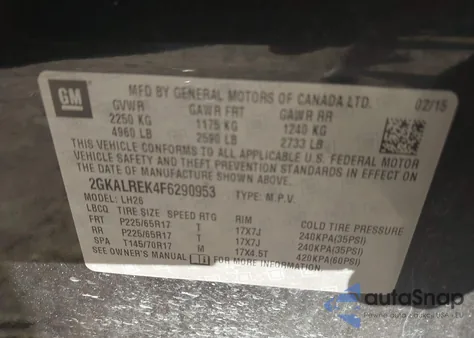 GM
MFD BY GENERAL MOTORS OF CANADA LTD. 02/15
GVWR GAWR FRT GAWR RR
2250 KG 1175 KG 1240 KG
4960 LB 2590 LB 2733 LB
THIS VEHICLE CONFORMS TO ALL APPLICABLE U.S. FEDERAL MOTOR
VEHICLE SAFETY, BUMPER, AND THEFT PREVENTION STANDARDS IN EFFECT
ON THE DATE OF MANUFACTURE SHOWN ABOVE.
2GKALREK4F6290953 TYPE: M.P.V.
MODEL: LH26
LBCQ TIRE SIZE SPEED RTG RIM COLD TIRE PRESSURE
FRT P225/65R17 T 17X7J 240KPA(35PSI)
RR P225/65R17 T 17X7J 240KPA(35PSI)
SPA T145/70R17 M 17X4.5T 420KPA(60PSI)
SEE OWNER'S MANUAL FOR MORE INFORMATION
autoSnap